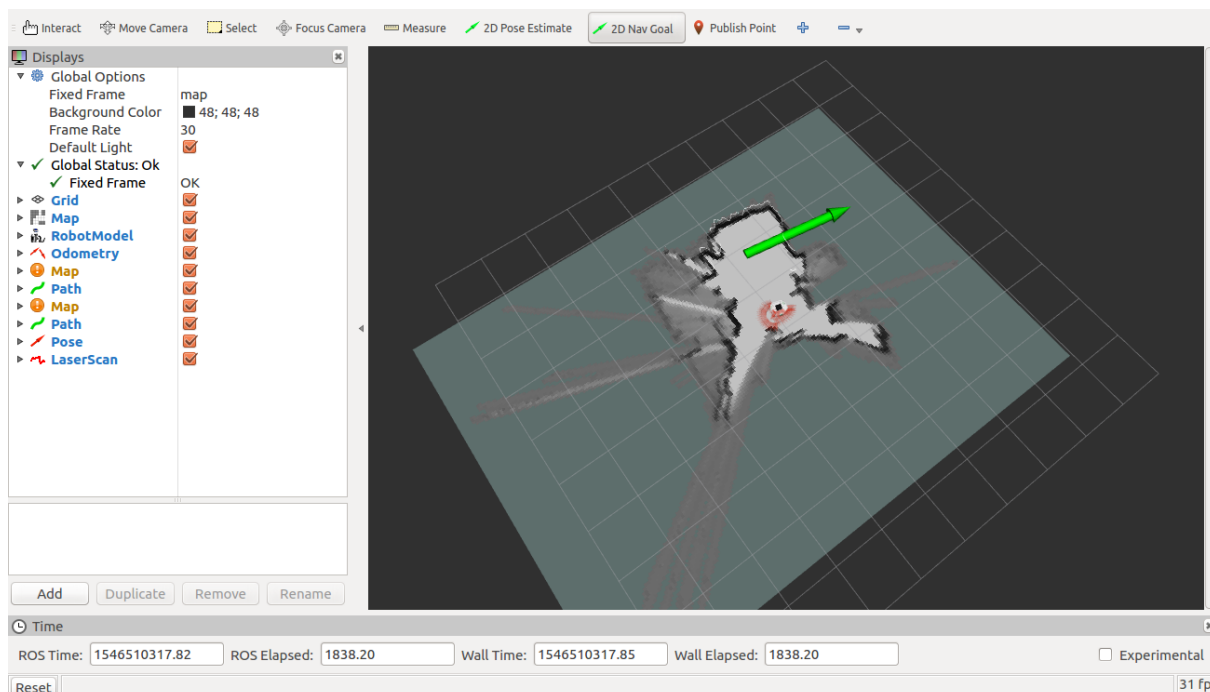 Interact Move Camera Select Focus Camera Measure 2D Pose Estimate 2D Nav Goal Publish Point
Displays
Global Options
Fixed Frame map
Background Color 48; 48; 48
Frame Rate 30
Default Light
Global Status: Ok
Fixed Frame OK
Grid
Map
RobotModel
Odometry
Map
Path
Map
Path
Pose
LaserScan
Add Duplicate Remove Rename
Time
ROS Time: 1546510317.82 ROS Elapsed: 1838.20 Wall Time: 1546510317.85 Wall Elapsed: 1838.20 Experimental
Reset 31 fp